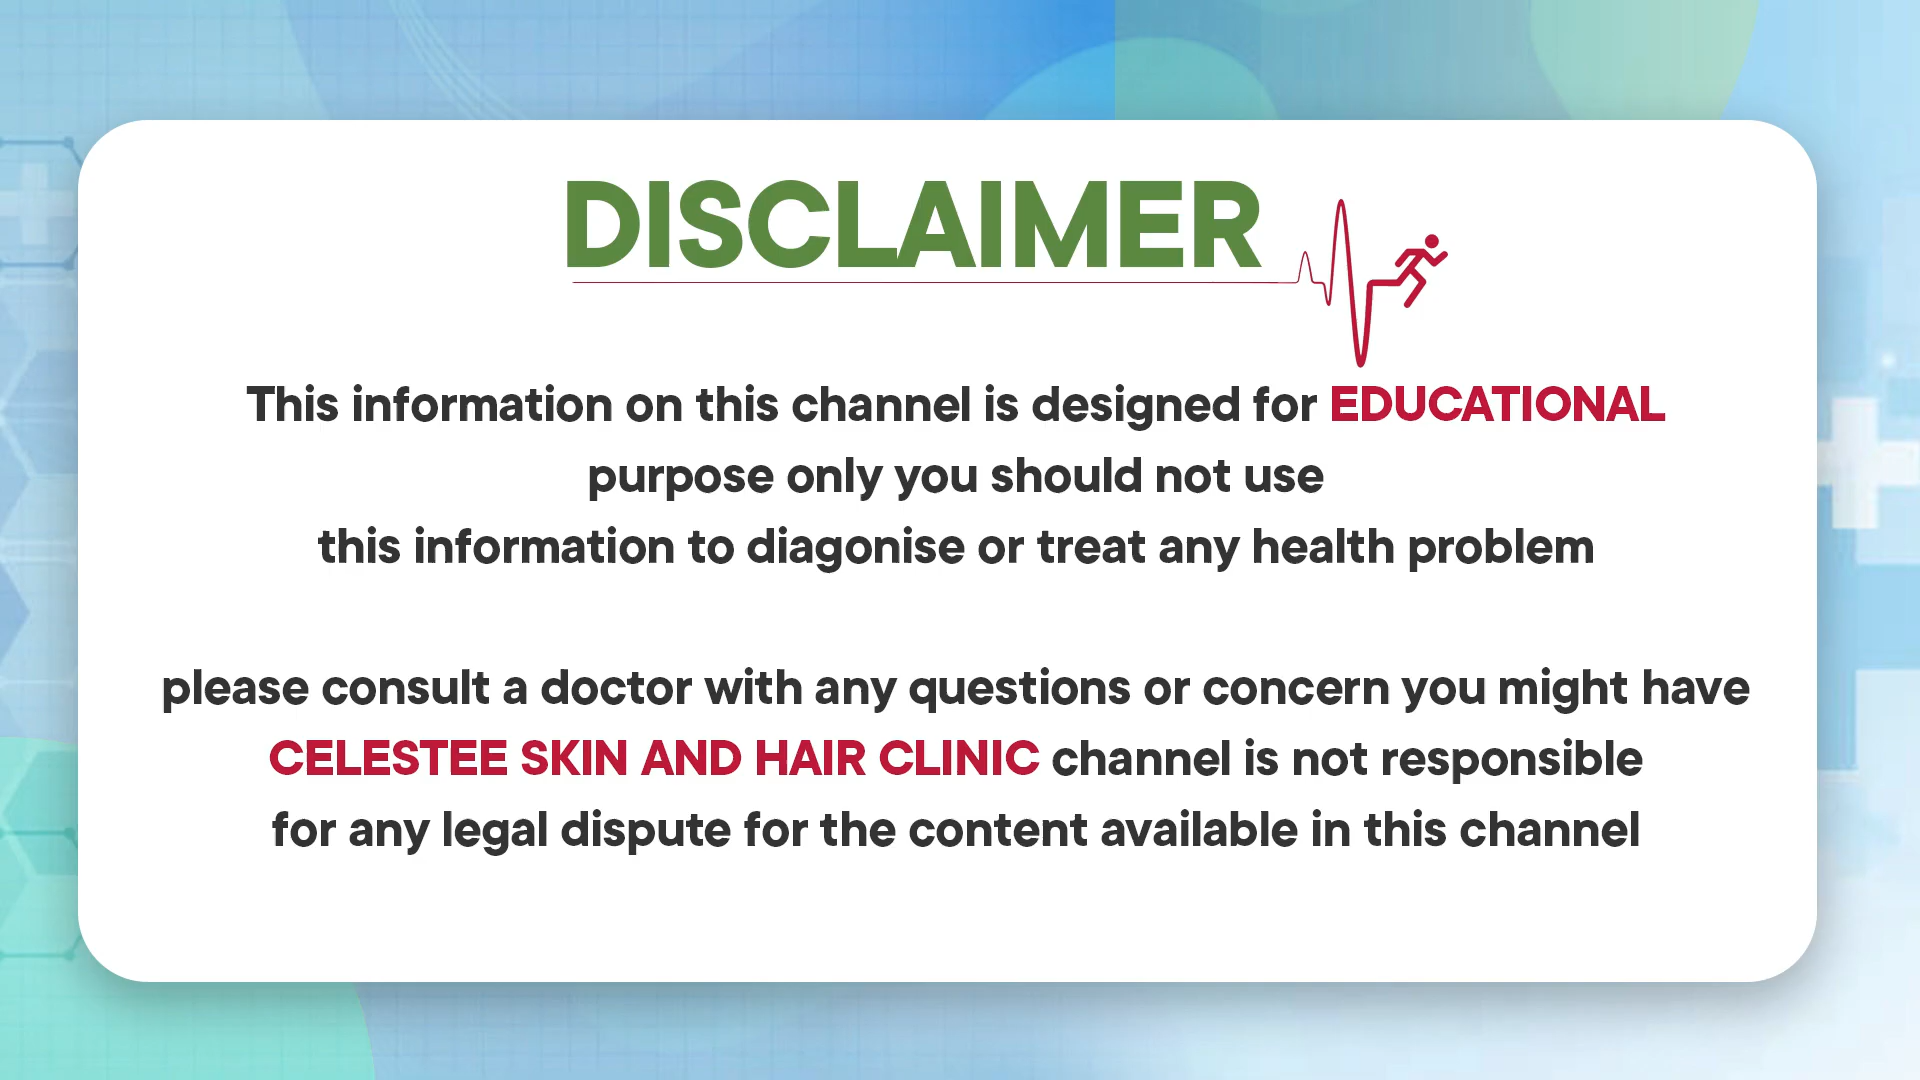 DISCLAIMER
This information on this channel is designed for EDUCATIONAL
purpose only you should not use
this information to diagonise or treat any health problem
please consult a doctor with any questions or concern you might have
CELESTEE SKIN AND HAIR CLINIC channel is not responsible
for any legal dispute for the content available in this channel